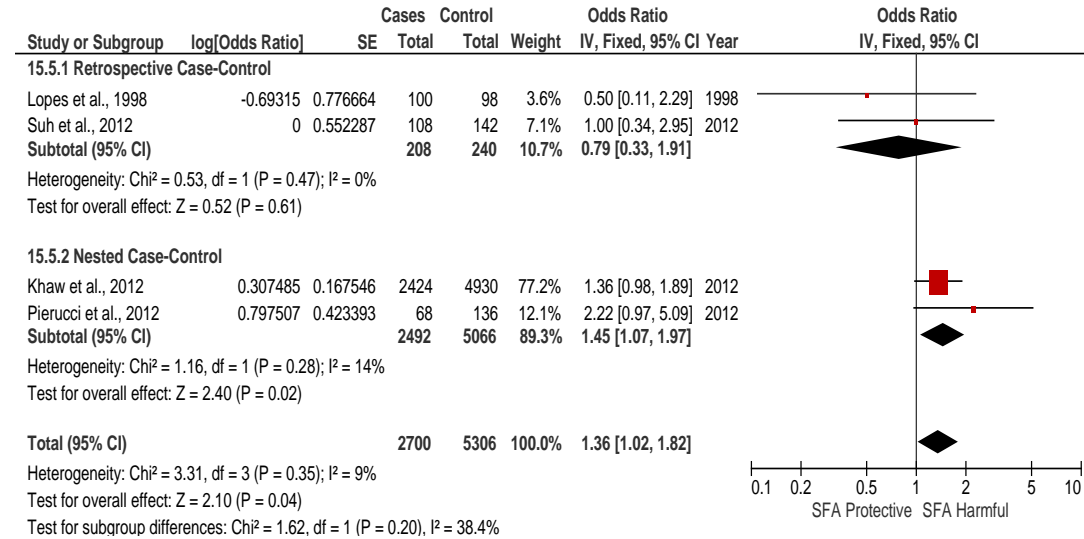 Cases Control Odds Ratio Odds Ratio
Study or Subgroup log[Odds Ratio] SE Total Total Weight IV, Fixed, 95% CI Year IV, Fixed, 95% CI
15.5.1 Retrospective Case-Control
Lopes et al., 1998 -0.69315 0.776664 100 98 3.6% 0.50 [0.11, 2.29] 1998
Suh et al., 2012 0 0.552287 108 142 7.1% 1.00 [0.34, 2.95] 2012
Subtotal (95% CI) 208 240 10.7% 0.79 [0.33, 1.91]
Heterogeneity: Chi² = 0.53, df = 1 (P = 0.47); I² = 0%
Test for overall effect: Z = 0.52 (P = 0.61)
15.5.2 Nested Case-Control
Khaw et al., 2012 0.307485 0.167546 2424 4930 77.2% 1.36 [0.98, 1.89] 2012
Pierucci et al., 2012 0.797507 0.423393 68 136 12.1% 2.22 [0.97, 5.09] 2012
Subtotal (95% CI) 2492 5066 89.3% 1.45 [1.07, 1.97]
Heterogeneity: Chi² = 1.16, df = 1 (P = 0.28); I² = 14%
Test for overall effect: Z = 2.40 (P = 0.02)
Total (95% CI) 2700 5306 100.0% 1.36 [1.02, 1.82]
Heterogeneity: Chi² = 3.31, df = 3 (P = 0.35); I² = 9%
Test for overall effect: Z = 2.10 (P = 0.04)
Test for subgroup differences: Chi² = 1.62, df = 1 (P = 0.20), I² = 38.4%
0.1 0.2 0.5 1 2 5 10
SFA Protective SFA Harmful